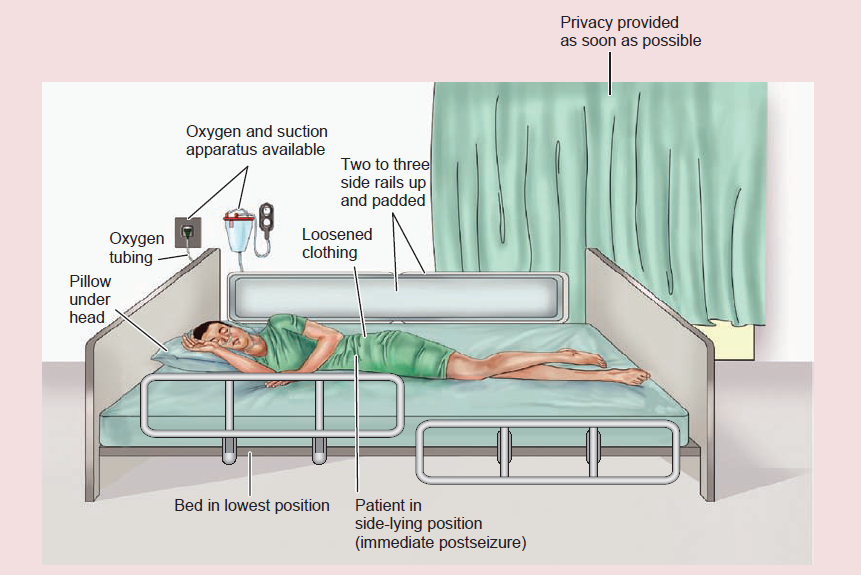 Privacy provided
as soon as possible
Oxygen and suction
apparatus available
Two to three
side rails up
and padded
Loosened
clothing
Oxygen
tubing
Pillow
under
head
Bed in lowest position
Patient in
side-lying position
(immediate postseizure)